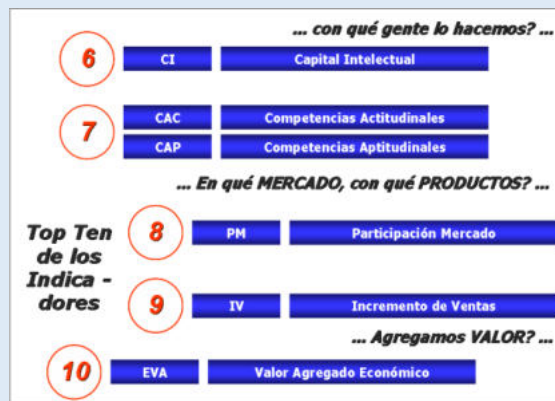 ... con qué gente lo hacemos? ...
6 CI Capital Intelectual
7 CAC Competencias Actitudinales
CAP Competencias Aptitudinales
... En qué MERCADO, con qué PRODUCTOS? ...
Top Ten
de los
Indica -
dores
8 PM Participación Mercado
9 IV Incremento de Ventas
... Agregamos VALOR? ...
10 EVA Valor Agregado Económico